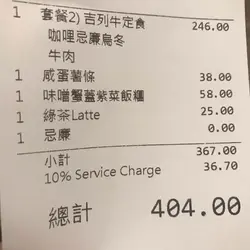 1 套餐2) 吉列牛定食 246.00
咖哩忌廉烏冬
牛肉
1 咸蛋薯條 38.00
1 味噌蟹蓋紫菜飯糰 58.00
1 綠茶Latte 25.00
1 忌廉 0.00
小計 367.00
10% Service Charge 36.70
總計 404.00